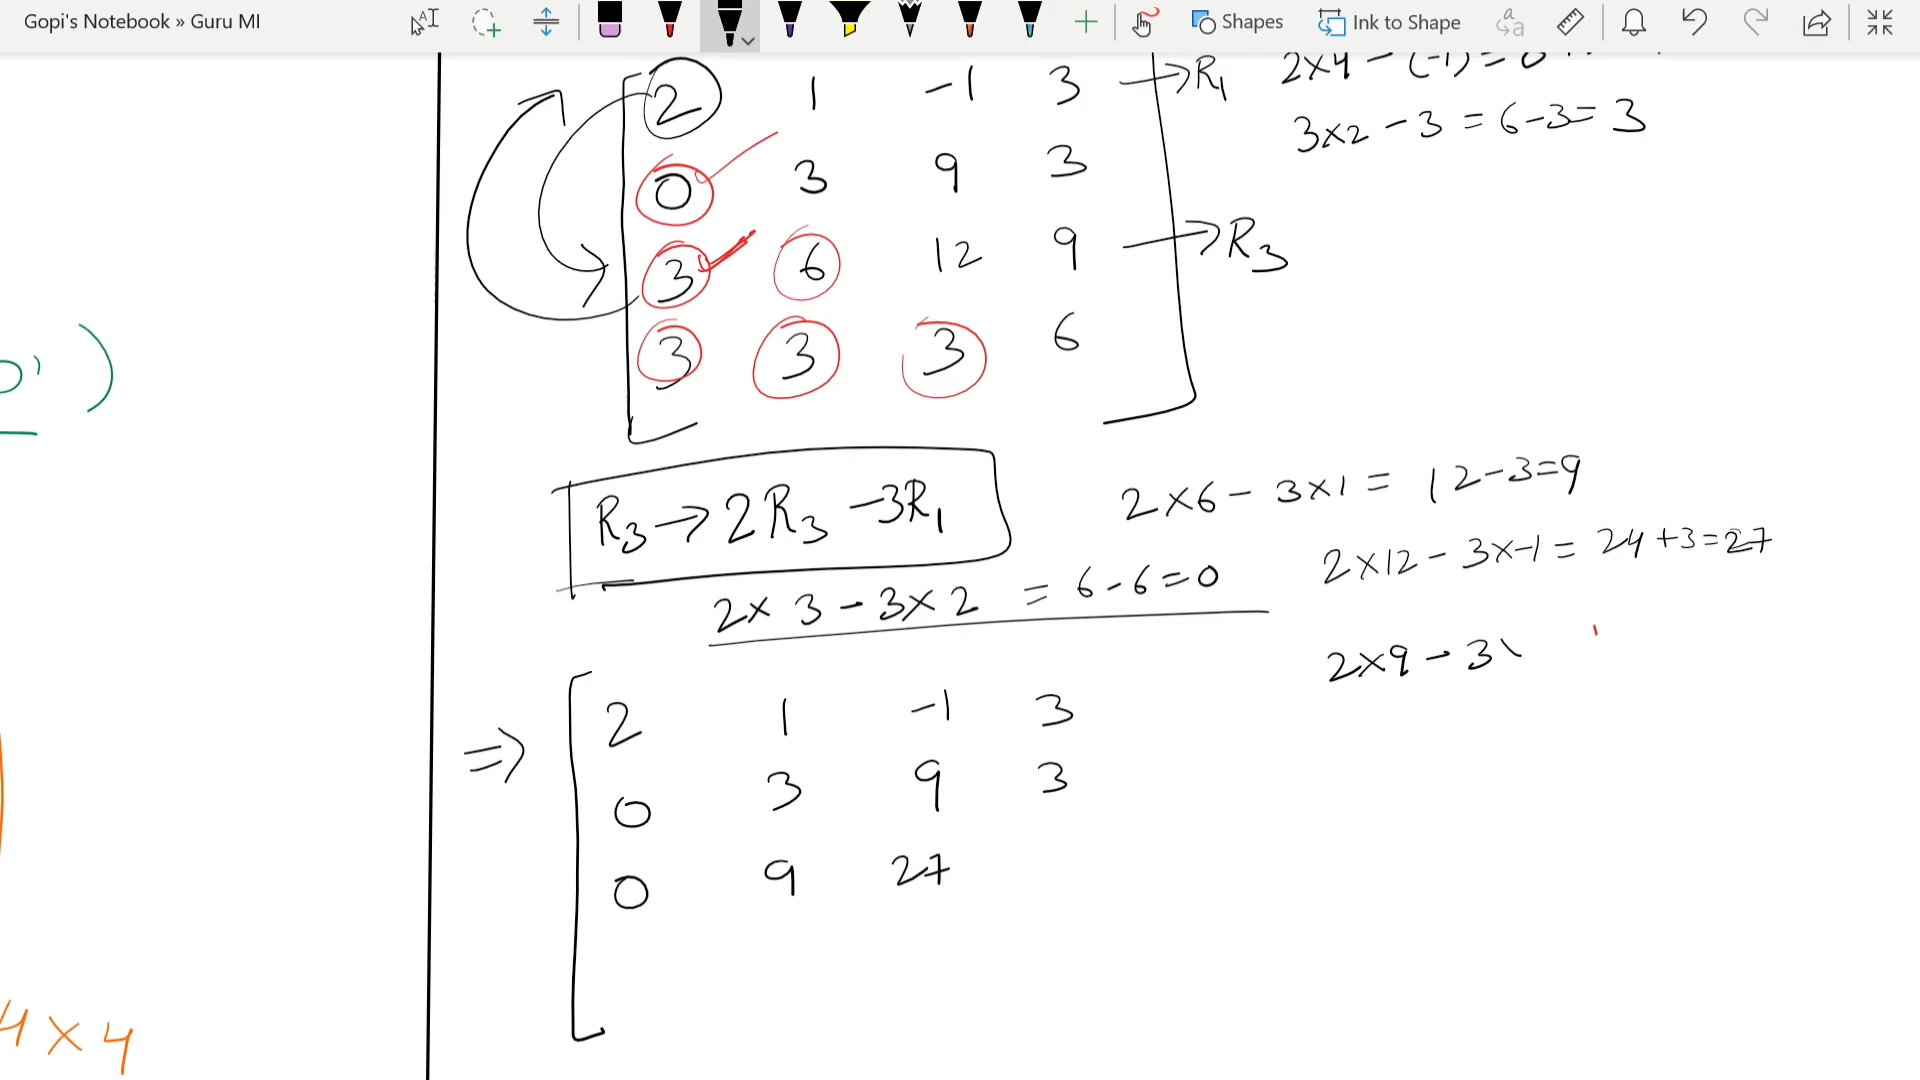 Gopi's Notebook » Guru MI
Shapes
Ink to Shape
2 1 -1 3 → R1
0 3 9 3
3 6 12 9 → R3
3 3 3 6
3×2 - 3 = 6-3 = 3
R3 → 2R3 - 3R1
2×3 - 3×2 = 6-6=0
2×6 - 3×1 = 12-3=9
2×12 - 3×-1 = 24+3=27
2×9 - 3
⇒
2 1 -1 3
0 3 9 3
0 9 27
4×4